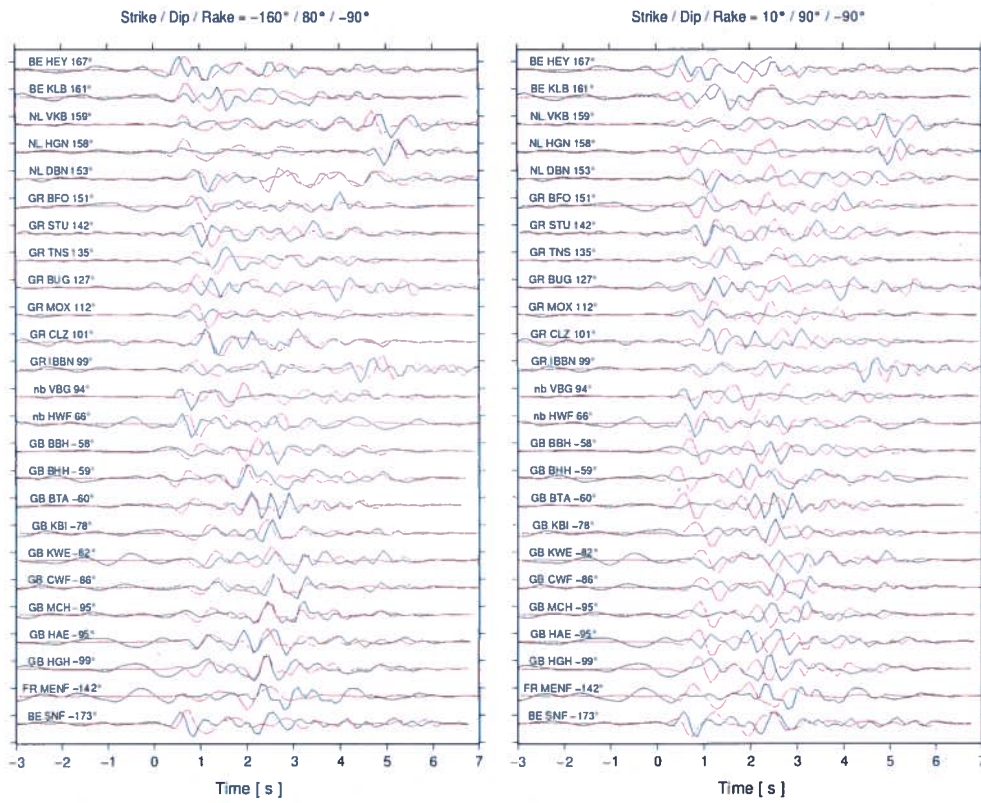 Strike / Dip / Rake = −160° / 80° / −90°
BE HEY 167°
BE KLB 161°
NL VKB 159°
NL HGN 158°
NL DBN 153°
GR BFO 151°
GR STU 142°
GR TNS 135°
GR BUG 127°
GR MOX 112°
GR CLZ 101°
GR IBBN 99°
nb VBG 94°
nb HWF 66°
GB BBH −58°
GB BHH −59°
GB BTA −60°
GB KBI −78°
GB KWE −82°
GB CWF −86°
GB MCH −95°
GB HAE −95°
GB HGH −99°
FR MENF −142°
BE SNF −173°
−3 −2 −1 0 1 2 3 4 5 6 7
Time [ s ]
Strike / Dip / Rake = 10° / 90° / −90°
BE HEY 167°
BE KLB 161°
NL VKB 159°
NL HGN 158°
NL DBN 153°
GR BFO 151°
GR STU 142°
GR TNS 135°
GR BUG 127°
GR MOX 112°
GR CLZ 101°
GR IBBN 99°
nb VBG 94°
nb HWF 66°
GB BBH −58°
GB BHH −59°
GB BTA −60°
GB KBI −78°
GB KWE −82°
GB CWF −86°
GB MCH −95°
GB HAE −95°
GB HGH −99°
FR MENF −142°
BE SNF −173°
−3 −2 −1 0 1 2 3 4 5 6 7
Time [ s ]